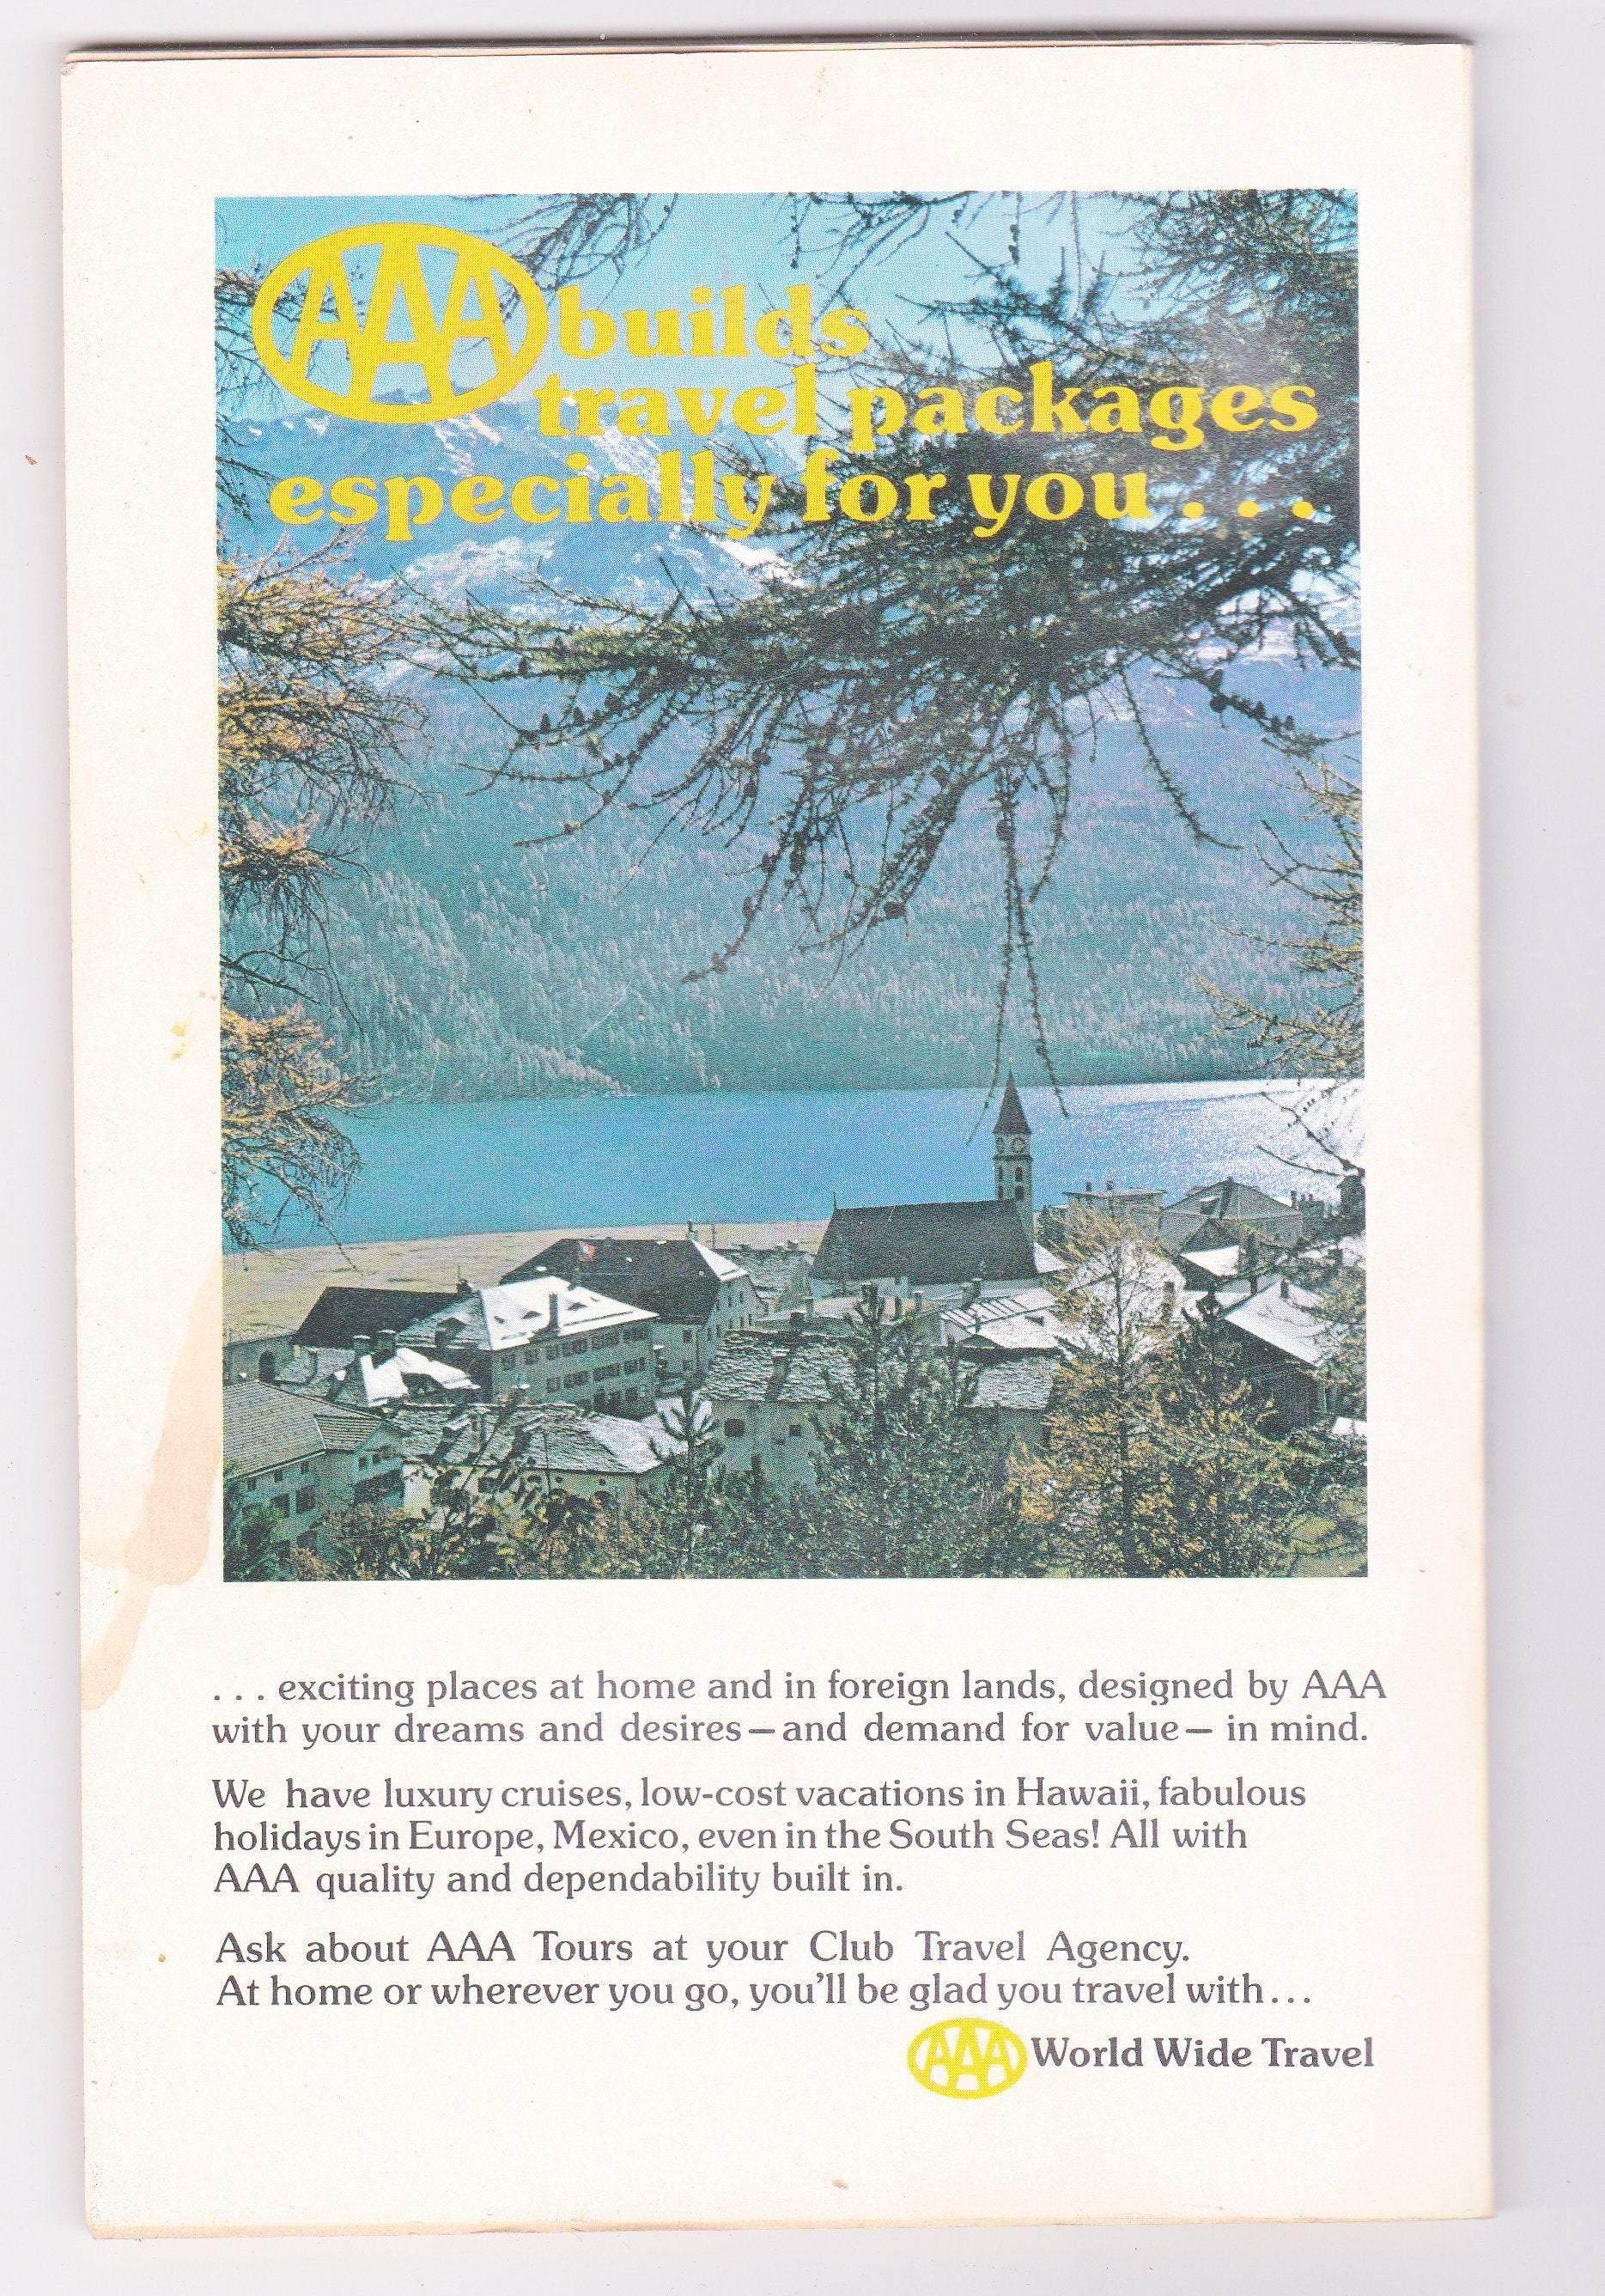 AAA builds
travel packages
especially for you . . .
. . . exciting places at home and in foreign lands, designed by AAA
with your dreams and desires — and demand for value — in mind.
We have luxury cruises, low-cost vacations in Hawaii, fabulous
holidays in Europe, Mexico, even in the South Seas! All with
AAA quality and dependability built in.
Ask about AAA Tours at your Club Travel Agency.
At home or wherever you go, you'll be glad you travel with...
AAA World Wide Travel